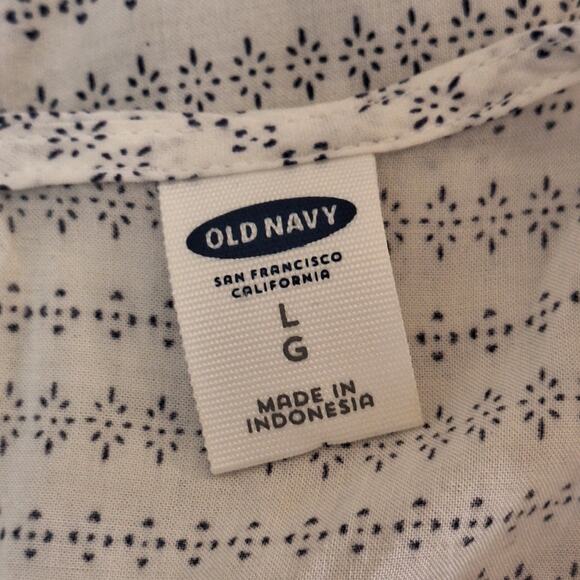 OLD NAVY
SAN FRANCISCO
CALIFORNIA
L
G
MADE IN
INDONESIA